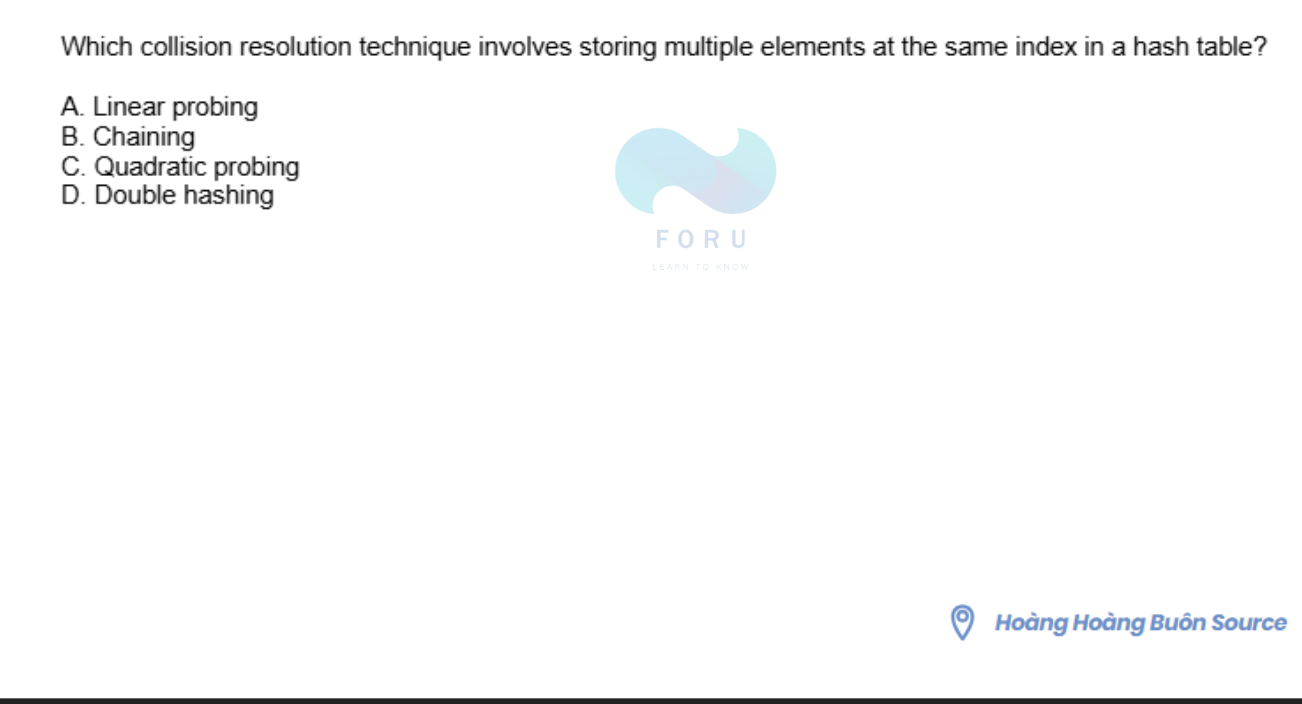 Which collision resolution technique involves storing multiple elements at the same index in a hash table?
A. Linear probing
B. Chaining
C. Quadratic probing
D. Double hashing
FORU
LEARN TO KNOW
Hoàng Hoàng Buôn Source